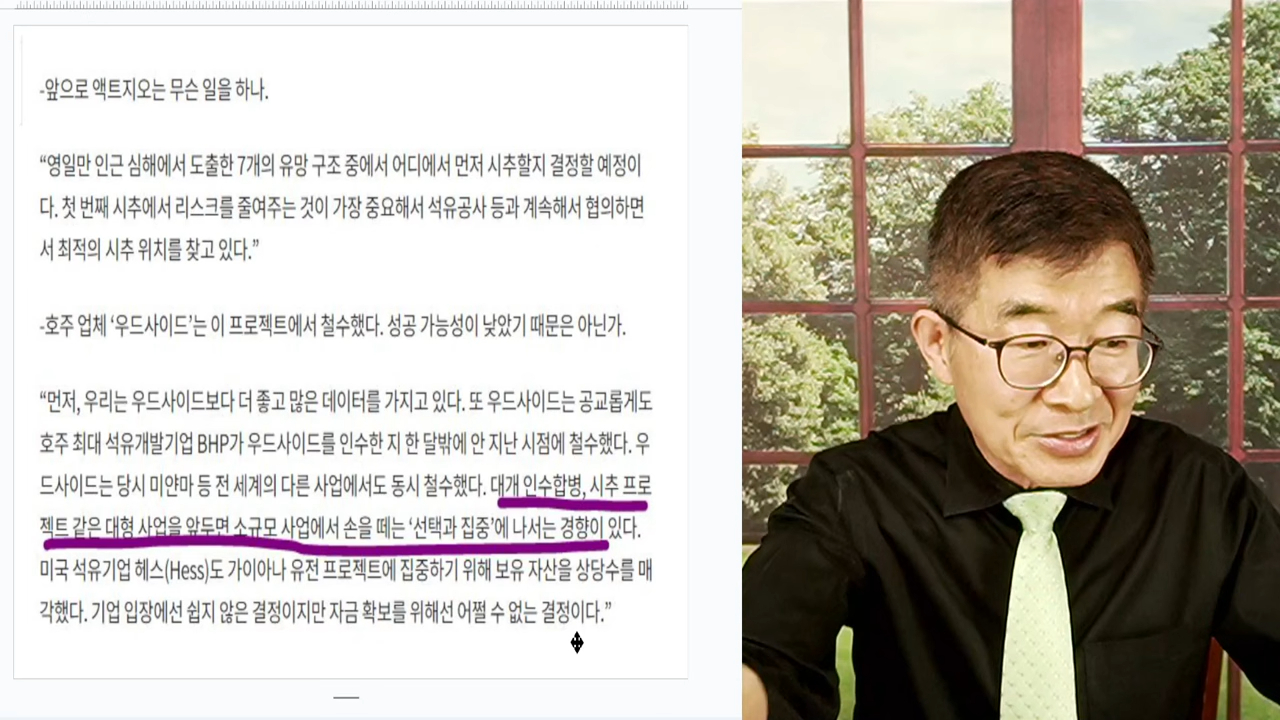 -앞으로 액트지오는 무슨 일을 하나.
“영일만 인근 심해에서 도출한 7개의 유망 구조 중에서 어디에서 먼저 시추할지 결정할 예정이
다. 첫 번째 시추에서 리스크를 줄여주는 것이 가장 중요해서 석유공사 등과 계속해서 협의하면
서 최적의 시추 위치를 찾고 있다.”
-호주 업체 ‘우드사이드’는 이 프로젝트에서 철수했다. 성공 가능성이 낮았기 때문은 아닌가.
“먼저, 우리는 우드사이드보다 더 좋고 많은 데이터를 가지고 있다. 또 우드사이드는 공교롭게도
호주 최대 석유개발기업 BHP가 우드사이드를 인수한 지 한 달밖에 안 지난 시점에 철수했다. 우
드사이드는 당시 미얀마 등 전 세계의 다른 사업에서도 동시 철수했다. 대개 인수합병, 시추 프로
젝트 같은 대형 사업을 앞두면 소규모 사업에서 손을 떼는 ‘선택과 집중’에 나서는 경향이 있다.
미국 석유기업 헤스(Hess)도 가이아나 유전 프로젝트에 집중하기 위해 보유 자산을 상당수를 매
각했다. 기업 입장에선 쉽지 않은 결정이지만 자금 확보를 위해선 어쩔 수 없는 결정이다.”